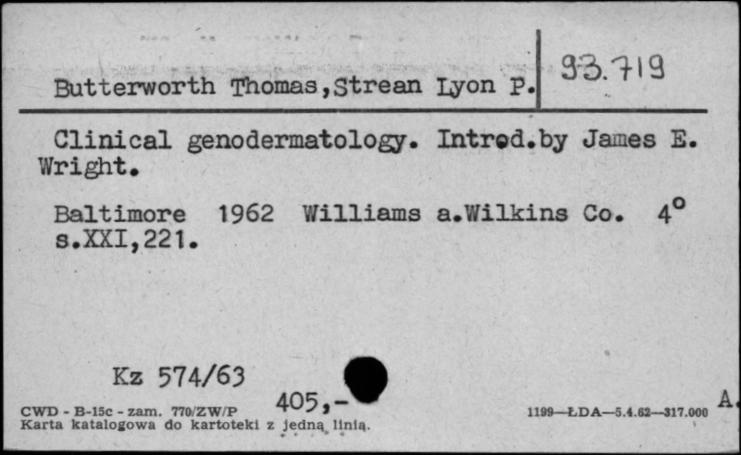 93.719
Butterworth Thomas,Strean Lyon P.
Clinical genodermatology. Introd.by James E.
Wright.
Baltimore 1962 Williams a.Wilkins Co. 4°
s.XXI,221.
Kz 574/63
405,-
A.
CWD - B-15c - zam. 770/ZW/P
1199—ŁDA—5.4.62—317.000
Karta katalogowa do kartoteki z jedną linią.